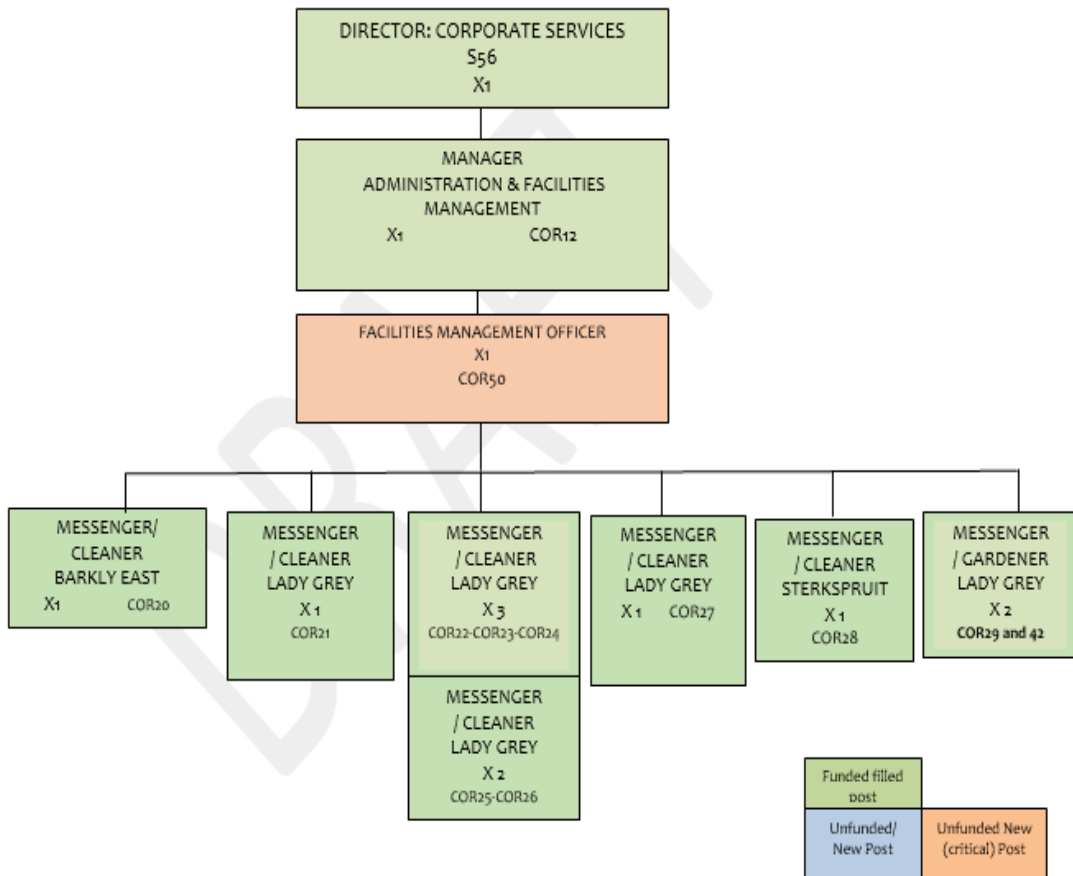 DIRECTOR: CORPORATE SERVICES
S56
X1
MANAGER
ADMINISTRATION & FACILITIES
MANAGEMENT
X1 COR12
FACILITIES MANAGEMENT OFFICER
X1
COR50
MESSENGER/
CLEANER
BARKLY EAST
X1 COR20
MESSENGER
/ CLEANER
LADY GREY
X 1
COR21
MESSENGER
/ CLEANER
LADY GREY
X 3
COR22-COR23-COR24
MESSENGER
/ CLEANER
LADY GREY
X 2
COR25-COR26
MESSENGER
/ CLEANER
LADY GREY
X 1 COR27
MESSENGER
/ CLEANER
STERKSPRUIT
X 1
COR28
MESSENGER
/ GARDENER
LADY GREY
X 2
COR29 and 42
Funded filled
post
Unfunded/
New Post
Unfunded New
(critical) Post
DRAFT